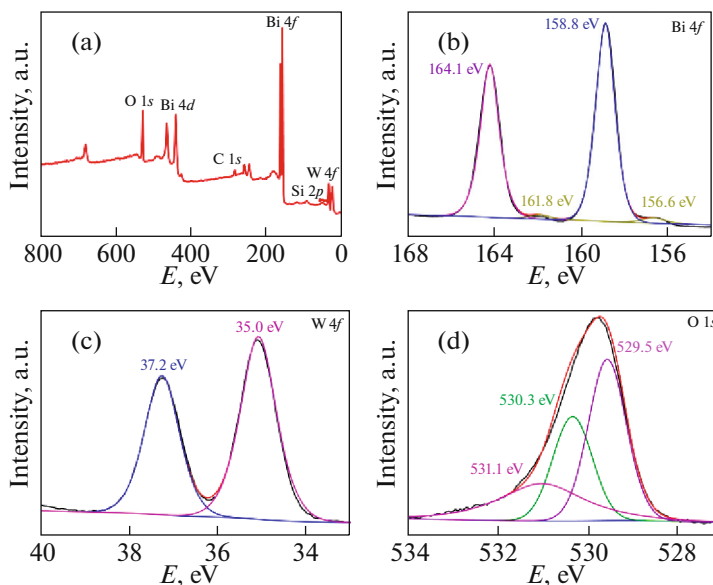 (a)
Bi 4f
O 1s
Bi 4d
C 1s
W 4f
Si 2p
Intensity, a.u.
800 600 400 200 0
E, eV
(b)
158.8 eV
Bi 4f
164.1 eV
161.8 eV
156.6 eV
Intensity, a.u.
168 164 160 156
E, eV
(c)
W 4f
35.0 eV
37.2 eV
Intensity, a.u.
40 38 36 34
E, eV
(d)
O 1s
529.5 eV
530.3 eV
531.1 eV
Intensity, a.u.
534 532 530 528
E, eV